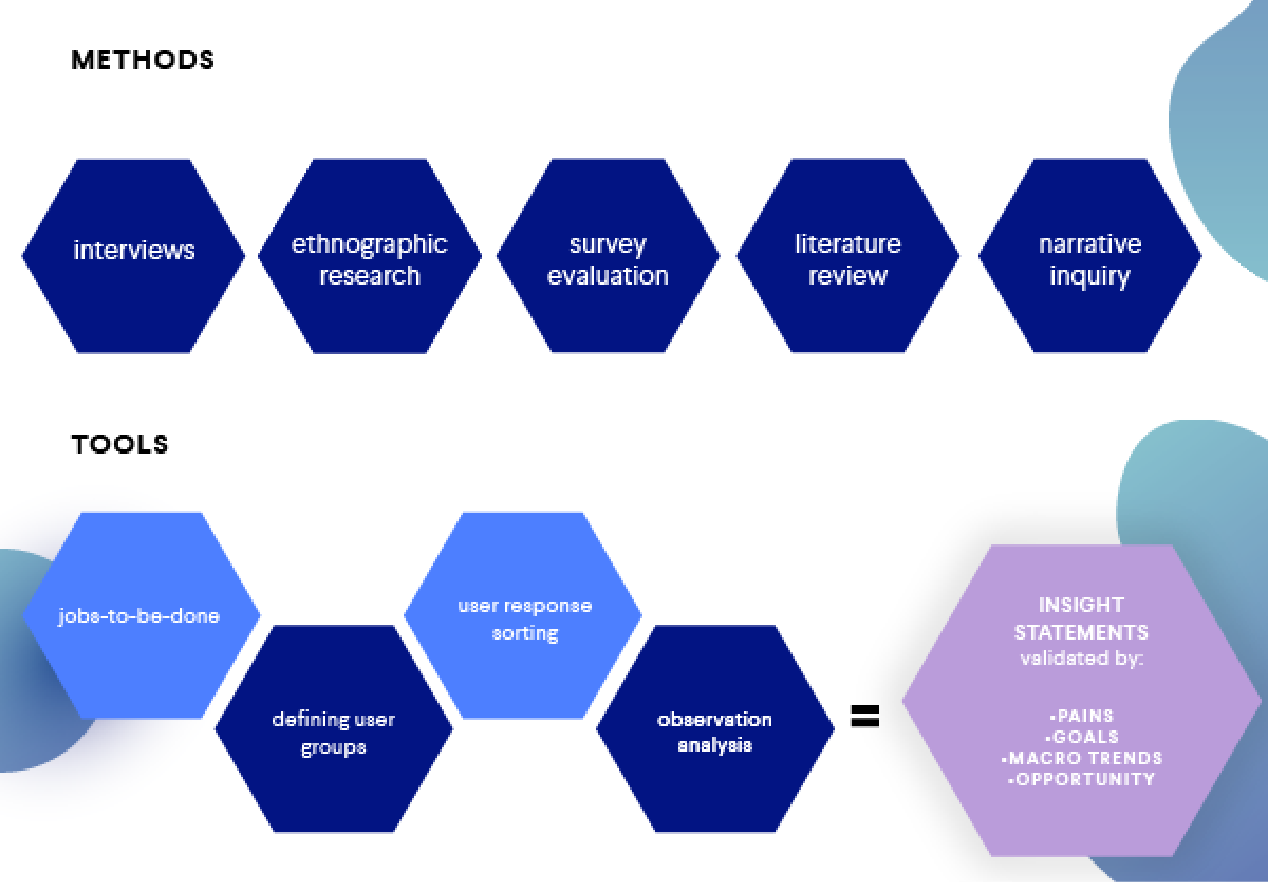 METHODS
interviews
ethnographic
research
survey
evaluation
literature
review
narrative
inquiry
TOOLS
jobs-to-be-done
defining user
groups
user response
sorting
observation
analysis
=
INSIGHT
STATEMENTS
validated by:
-PAINS
-GOALS
-MACRO TRENDS
-OPPORTUNITY